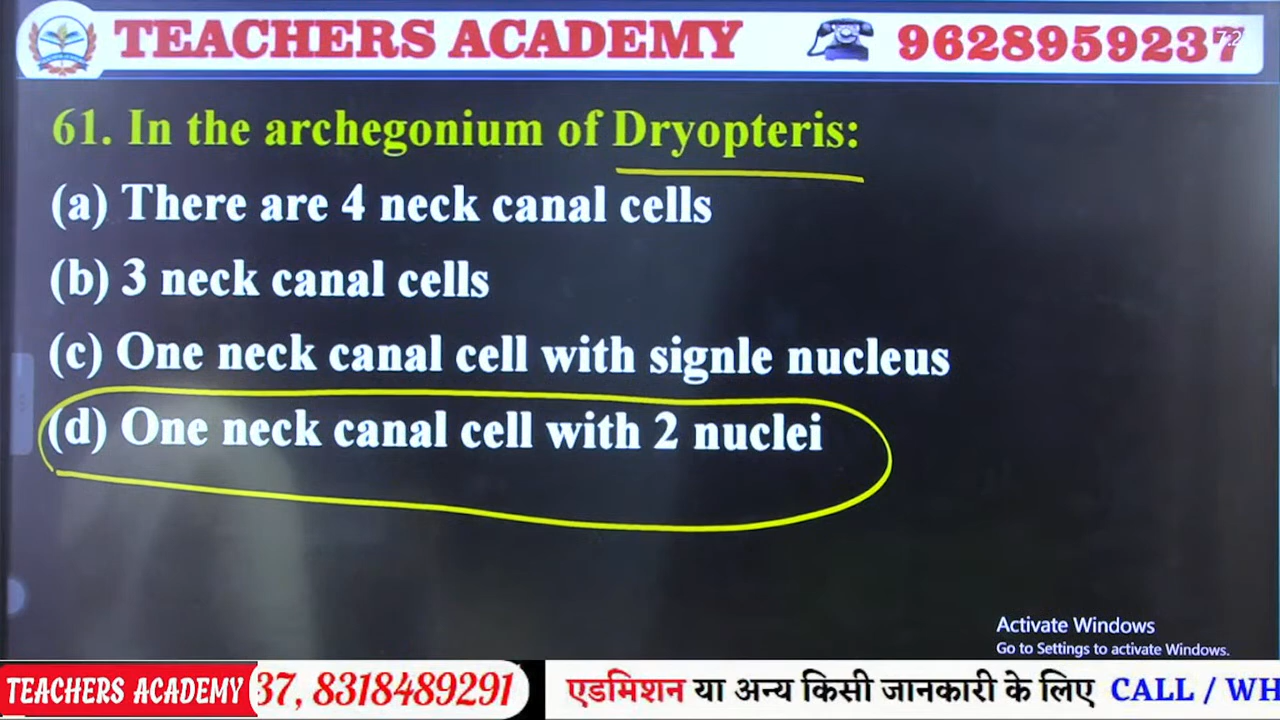 TEACHERS ACADEMY
9628959237
61. In the archegonium of Dryopteris:
(a) There are 4 neck canal cells
(b) 3 neck canal cells
(c) One neck canal cell with signle nucleus
(d) One neck canal cell with 2 nuclei
Activate Windows
Go to Settings to activate Windows.
TEACHERS ACADEMY 37, 8318489291 एडमिशन या अन्य किसी जानकारी के लिए CALL / WH